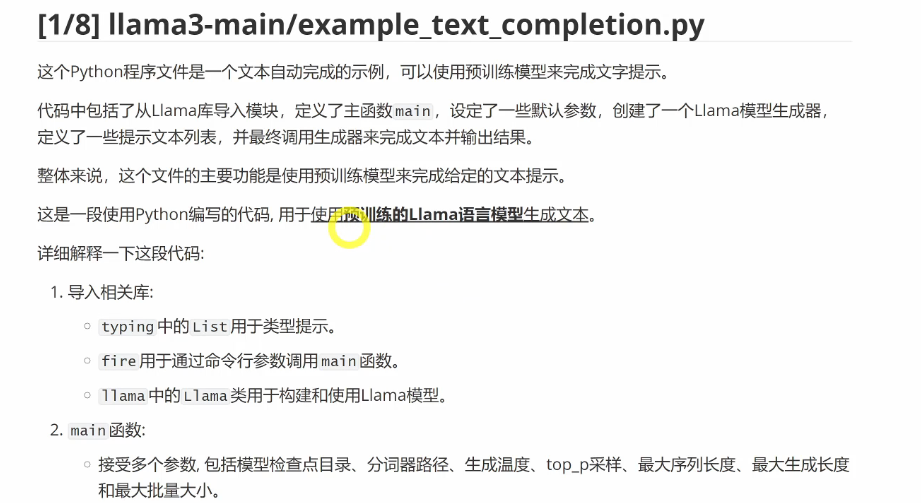 [1/8] llama3-main/example_text_completion.py
这个Python程序文件是一个文本自动完成的示例，可以使用预训练模型来完成文字提示。
代码中包括了从Llama库导入模块，定义了主函数main，设定了一些默认参数，创建了一个Llama模型生成器，
定义了一些提示文本列表，并最终调用生成器来完成文本并输出结果。
整体来说，这个文件的主要功能是使用预训练模型来完成给定的文本提示。
这是一段使用Python编写的代码, 用于使用预训练的Llama语言模型生成文本。
详细解释一下这段代码:
1. 导入相关库:
○ typing中的List用于类型提示。
○ fire用于通过命令行参数调用main函数。
○ llama中的Llama类用于构建和使用Llama模型。
2. main函数:
○ 接受多个参数, 包括模型检查点目录、分词器路径、生成温度、top_p采样、最大序列长度、最大生成长度
和最大批量大小。